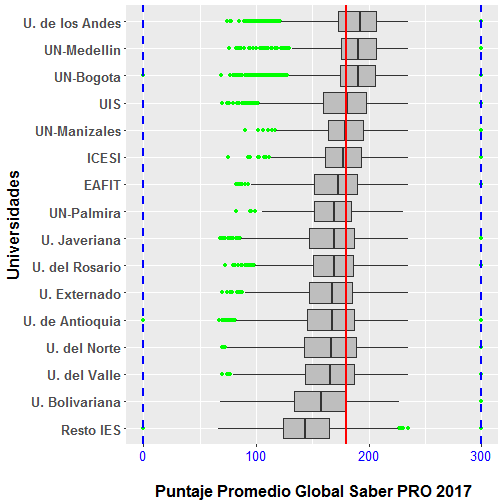 Universidades
U. de los Andes
UN-Medellin
UN-Bogota
UIS
UN-Manizales
ICESI
EAFIT
UN-Palmira
U. Javeriana
U. del Rosario
U. Externado
U. de Antioquia
U. del Norte
U. del Valle
U. Bolivariana
Resto IES
0 100 200 300
Puntaje Promedio Global Saber PRO 2017